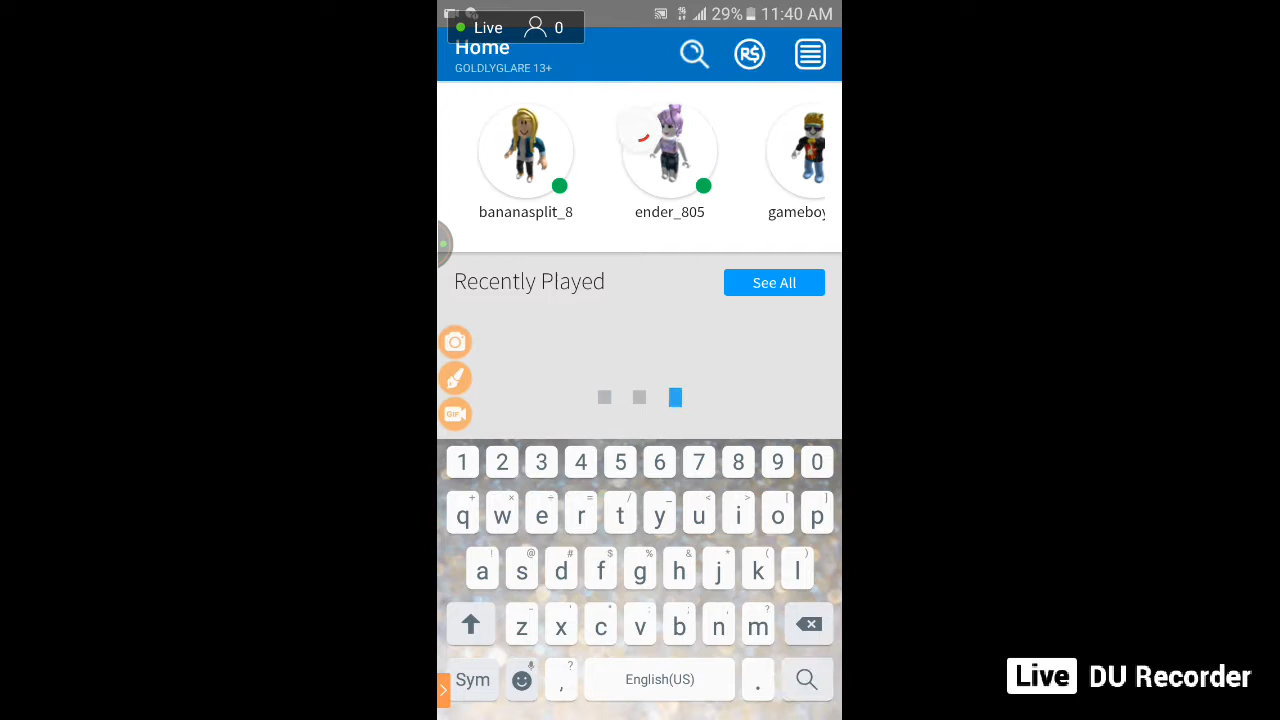 29% 11:40 AM
Live 0
Home
GOLDLYGLARE 13+
R$
bananasplit_8
ender_805
gameboy
Recently Played
See All
GIF
1 2 3 4 5 6 7 8 9 0
+ × ÷ = / _ < > [ ]
q w e r t y u i o p
! @ # $ % & * ( )
a s d f g h j k l
- ' " : ; , ?
z x c v b n m
Sym , ? English(US) .
Live DU Recorder